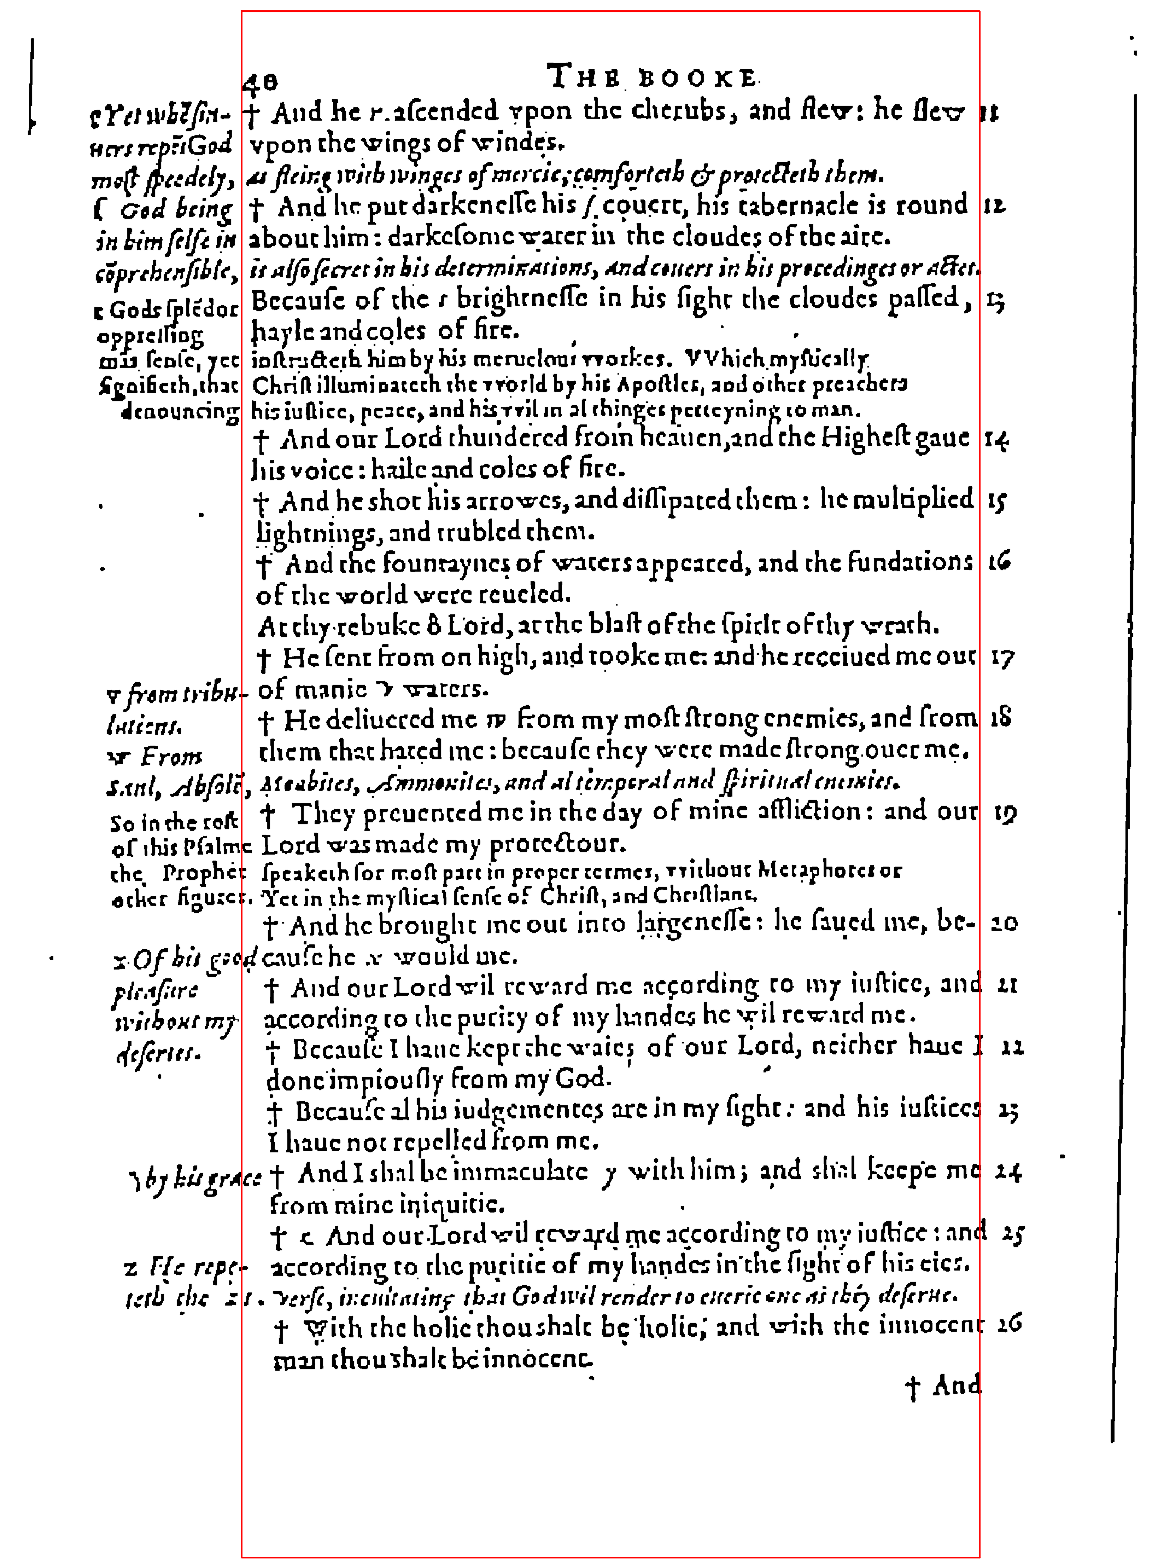 48 THE BOOKE
ɾ Yet whē sin- † And he r ascended vpon the cherubs, and flew: he flew 11
ners repēt God vpon the wings of windes.
most speedely, as fleing with winges of mercie, comforteth & protecteth them.
ſ God being † And he put darkenesse his ſ couert, his tabernacle is round 12
in him selfe in about him: darkesome water in the cloudes of the aire.
cōprehensible, is also secret in his determinations, and couert in his procedinges or actes.
t Gods splēdor Because of the t brightnesse in his sight the cloudes passed, 13
oppressing hayle and coles of fire.
mās sense, yet instructeth him by his meruelous workes. VVhich mystically
signifieth, that Christ illuminateth the world by his Apostles, and other preachers
denouncing his iustice, peace, and his wil in al thinges perteyning to man.
† And our Lord thundered from heauen, and the Highest gaue 14
his voice: haile and coles of fire.
† And he shot his arrowes, and dissipated them: he multiplied 15
lightnings, and trubled them.
† And the fountaynes of waters appeared, and the fundations 16
of the world were reueled.
At thy rebuke ô Lord, at the blast of the spirit of thy wrath.
† He sent from on high, and tooke me: and he receiued me out 17
v from tribu- of manie v waters.
lations. † He deliuered me w from my most strong enemies, and from 18
w From them that hated me: because they were made strong ouer me.
Saul, Absolō, Moabites, Ammonites, and al temperal and spiritual enemies.
So in the rest † They preuented me in the day of mine affliction: and our 19
of this Psalme Lord was made my protectour.
the Prophet speaketh for most part in proper termes, without Metaphores or
other figures. Yet in the mystical sense of Christ, and Christians.
† And he brought me out into largenesse: he saued me, be- 20
x Of his good cause he x would me.
pleasure † And our Lord wil reward me according to my iustice, and 21
without my according to the purity of my handes he wil reward me.
desertes. † Because I haue kept the waies of our Lord, neither haue I 22
done impiously from my God.
† Because al his iudgementes are in my sight: and his iustices 23
I haue not repelled from me.
y by his grace † And I shal be immaculate y with him; and shal keepe me 24
from mine iniquitie.
† z And our Lord wil reward me according to my iustice: and 25
z He repe- according to the puritie of my handes in the sight of his eies.
teth the 21. verse, inculcating that God wil render to euerie one as they deserue.
† With the holie thou shalt be holie; and with the innocent 26
man thou shalt be innocent.
† And